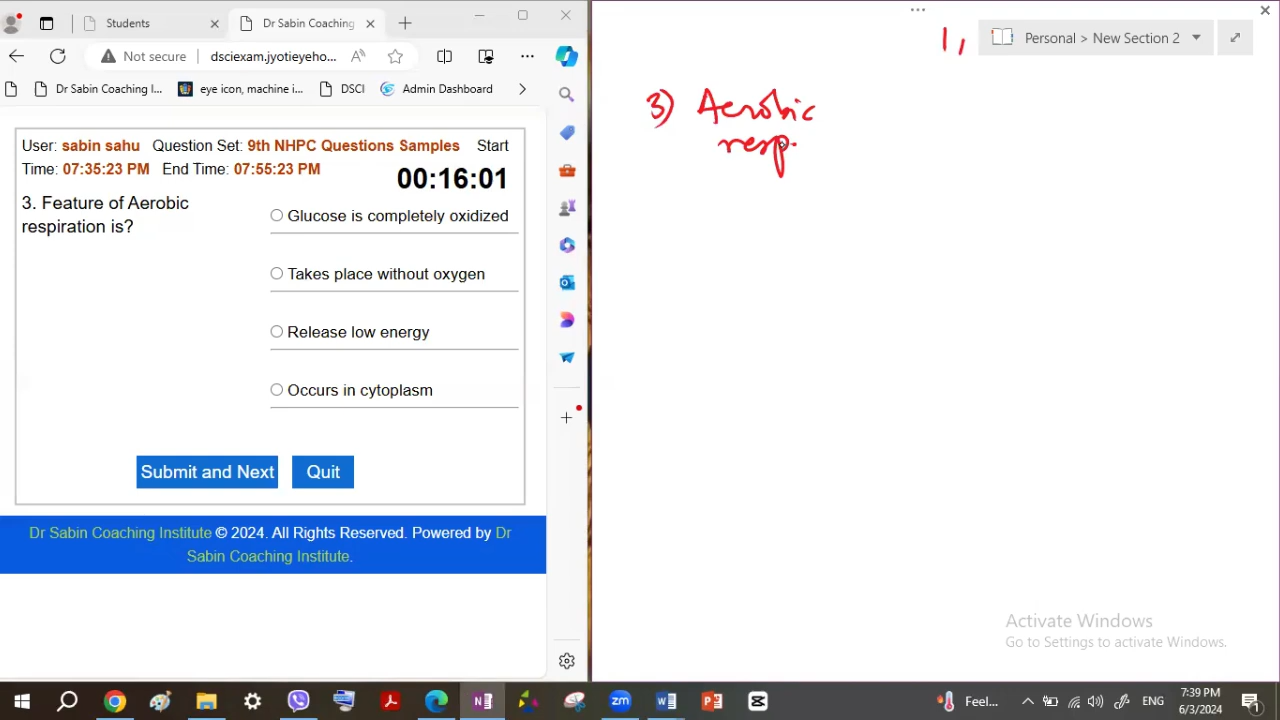 Students
Dr Sabin Coaching
Not secure
dsciexam.jyotieyeho...
Dr Sabin Coaching I...
eye icon, machine i...
DSCI
Admin Dashboard
User: sabin sahu Question Set: 9th NHPC Questions Samples Start
Time: 07:35:23 PM End Time: 07:55:23 PM
00:16:01
3. Feature of Aerobic
respiration is?
Glucose is completely oxidized
Takes place without oxygen
Release low energy
Occurs in cytoplasm
Submit and Next
Quit
Dr Sabin Coaching Institute © 2024. All Rights Reserved. Powered by Dr
Sabin Coaching Institute.
1,
Personal > New Section 2
3) Aerobic
resp.
Activate Windows
Go to Settings to activate Windows.
Feel...
ENG
7:39 PM
6/3/2024